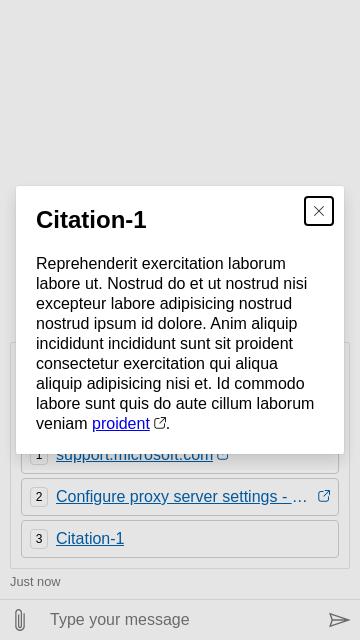 Citation-1
Reprehenderit exercitation laborum
labore ut. Nostrud do et ut nostrud nisi
excepteur labore adipisicing nostrud
nostrud ipsum id dolore. Anim aliquip
incididunt incididunt sunt sit proident
consectetur exercitation qui aliqua
aliquip adipisicing nisi et. Id commodo
labore sunt quis do aute cillum laborum
veniam proident.
1 support.microsoft.com
2 Configure proxy server settings - ...
3 Citation-1
Just now
Type your message